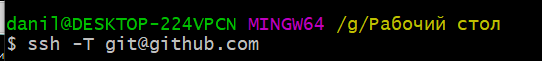 danil@DESKTOP-224VPCN MINGW64 /g/Рабочий стол
$ ssh -T git@github.com